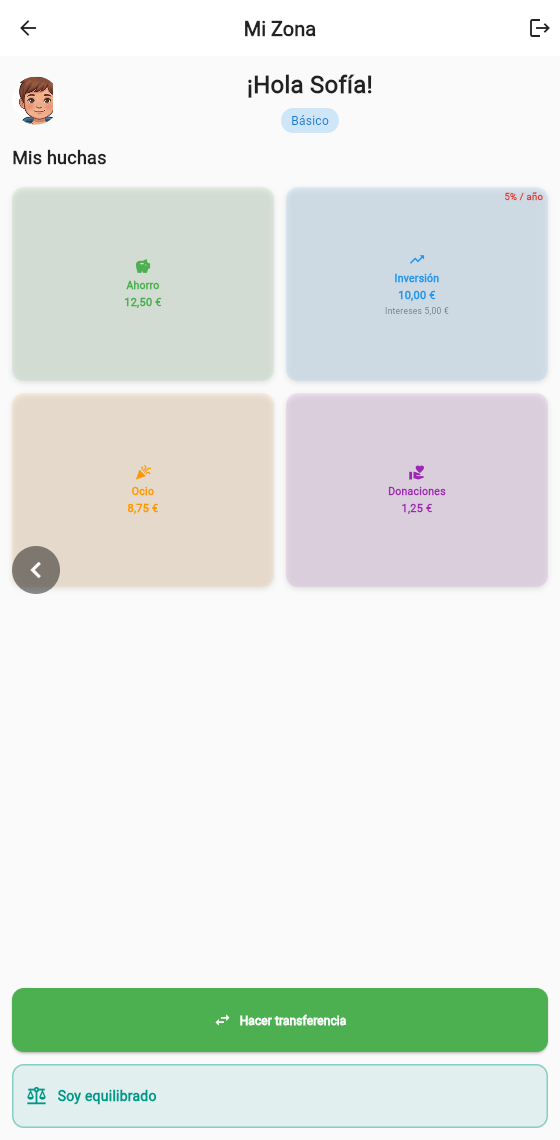 Mi Zona
¡Hola Sofía!
Básico
Mis huchas
Ahorro
12,50 €
5% / año
Inversión
10,00 €
Intereses 5,00 €
Ocio
8,75 €
Donaciones
1,25 €
Hacer transferencia
Soy equilibrado